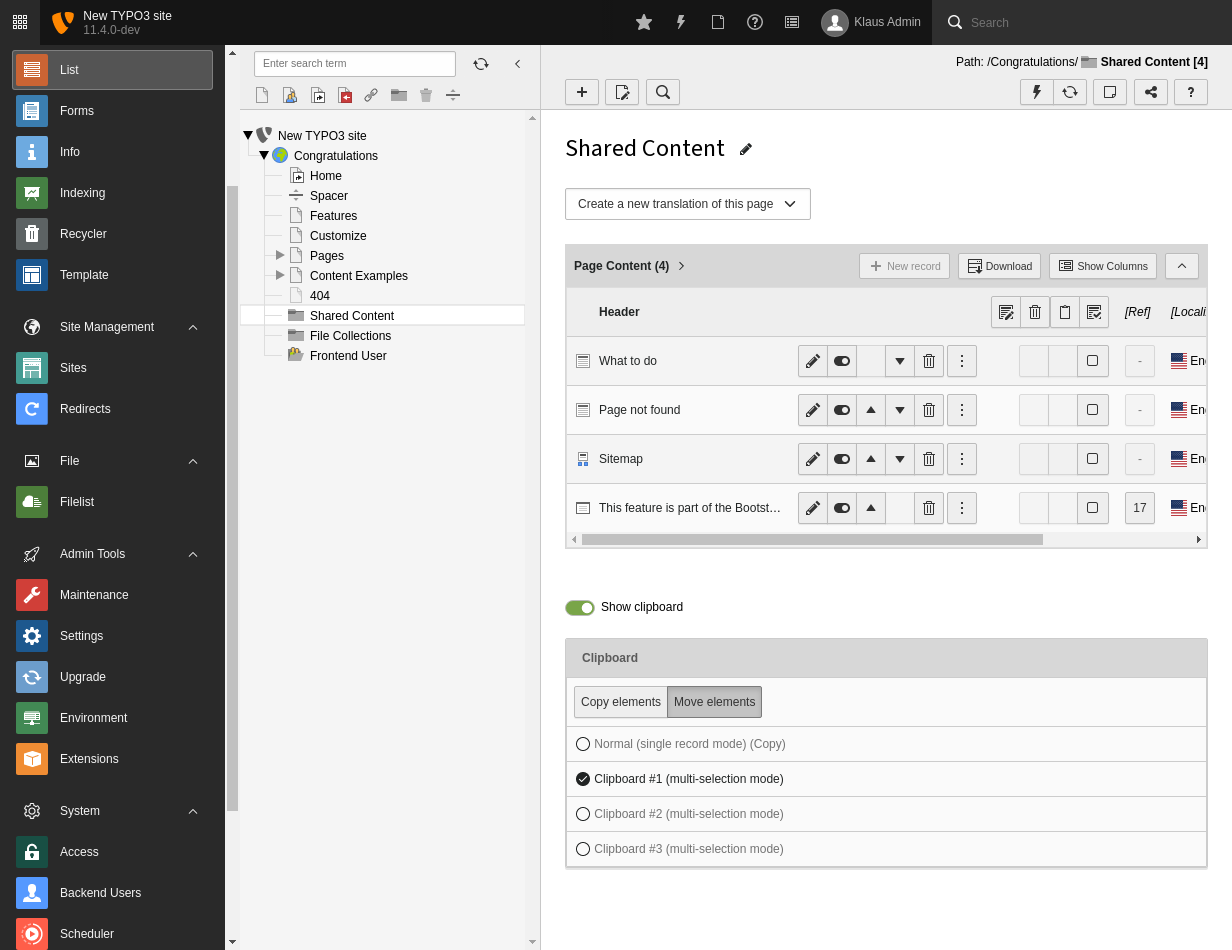 New TYPO3 site
11.4.0-dev
Klaus Admin
Search
List
Forms
Info
Indexing
Recycler
Template
Site Management
Sites
Redirects
File
Filelist
Admin Tools
Maintenance
Settings
Upgrade
Environment
Extensions
System
Access
Backend Users
Scheduler
Enter search term
New TYPO3 site
Congratulations
Home
Spacer
Features
Customize
Pages
Content Examples
404
Shared Content
File Collections
Frontend User
Path: /Congratulations/ Shared Content [4]
?
Shared Content
Create a new translation of this page
Page Content (4)
New record
Download
Show Columns
Header [Ref] [Locali
What to do - En
Page not found - En
Sitemap - En
This feature is part of the Bootst... 17 En
Show clipboard
Clipboard
Copy elements Move elements
Normal (single record mode) (Copy)
Clipboard #1 (multi-selection mode)
Clipboard #2 (multi-selection mode)
Clipboard #3 (multi-selection mode)